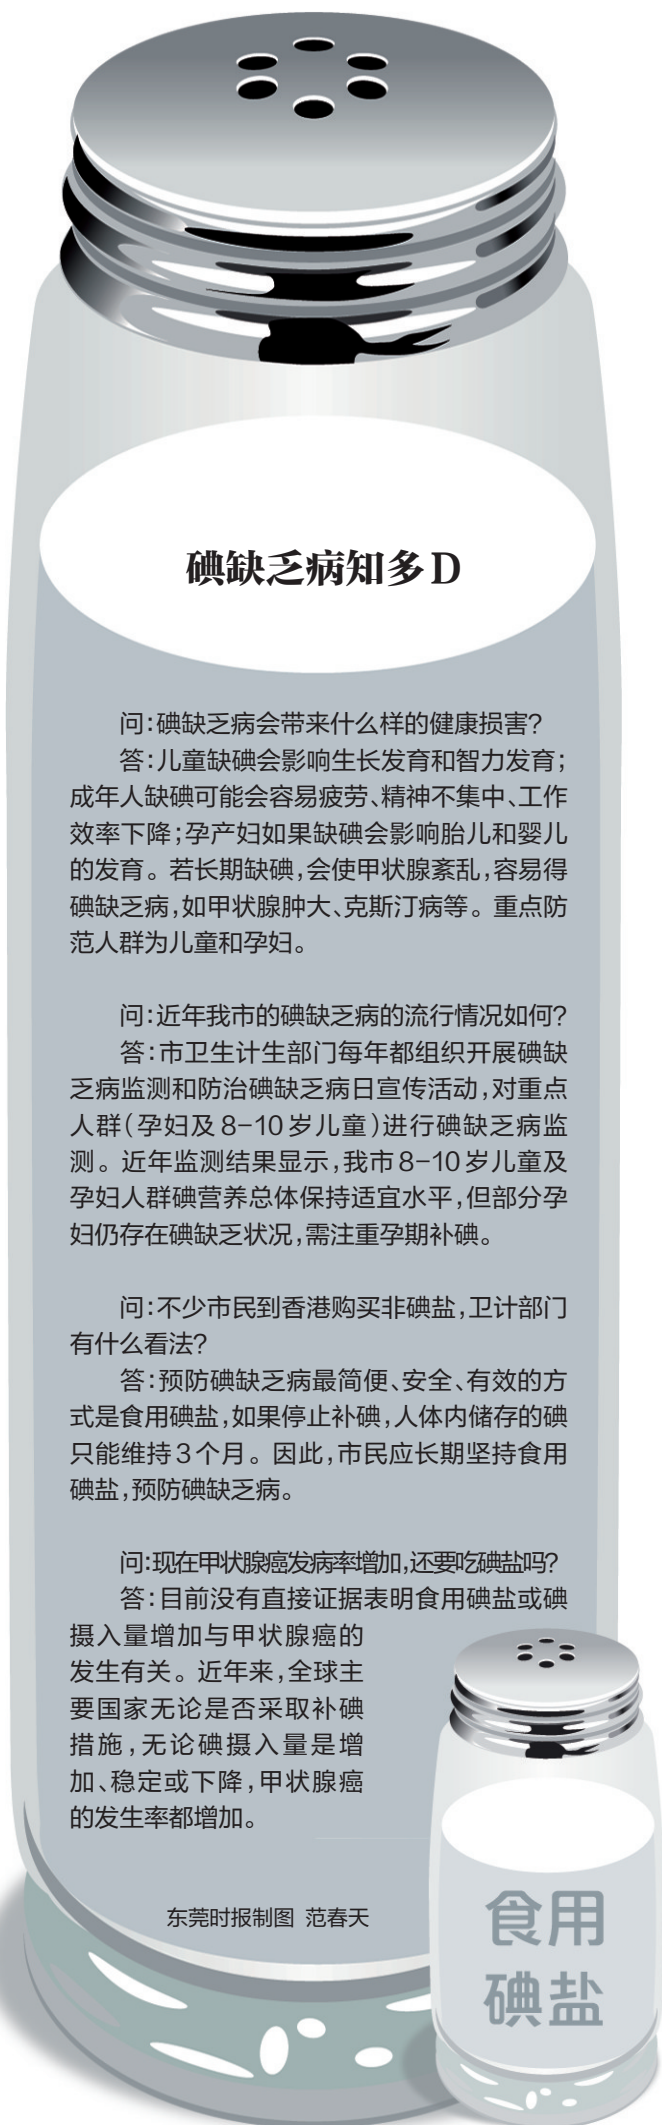 碘缺乏病知多D
问：碘缺乏病会带来什么样的健康损害？
答：儿童缺碘会影响生长发育和智力发育；
成年人缺碘可能会容易疲劳、精神不集中、工作
效率下降；孕产妇如果缺碘会影响胎儿和婴儿
的发育。若长期缺碘，会使甲状腺紊乱，容易得
碘缺乏病，如甲状腺肿大、克斯汀病等。重点防
范人群为儿童和孕妇。
问：近年我市的碘缺乏病的流行情况如何？
答：市卫生计生部门每年都组织开展碘缺
乏病监测和防治碘缺乏病日宣传活动，对重点
人群（孕妇及8-10岁儿童）进行碘缺乏病监
测。近年监测结果显示，我市8-10岁儿童及
孕妇人群碘营养总体保持适宜水平，但部分孕
妇仍存在碘缺乏状况，需注重孕期补碘。
问：不少市民到香港购买非碘盐，卫计部门
有什么看法？
答：预防碘缺乏病最简便、安全、有效的方
式是食用碘盐，如果停止补碘，人体内储存的碘
只能维持3个月。因此，市民应长期坚持食用
碘盐，预防碘缺乏病。
问：现在甲状腺癌发病率增加，还要吃碘盐吗？
答：目前没有直接证据表明食用碘盐或碘
摄入量增加与甲状腺癌的
发生有关。近年来，全球主
要国家无论是否采取补碘
措施，无论碘摄入量是增
加、稳定或下降，甲状腺癌
的发生率都增加。
东莞时报制图 范春天
食用
碘盐